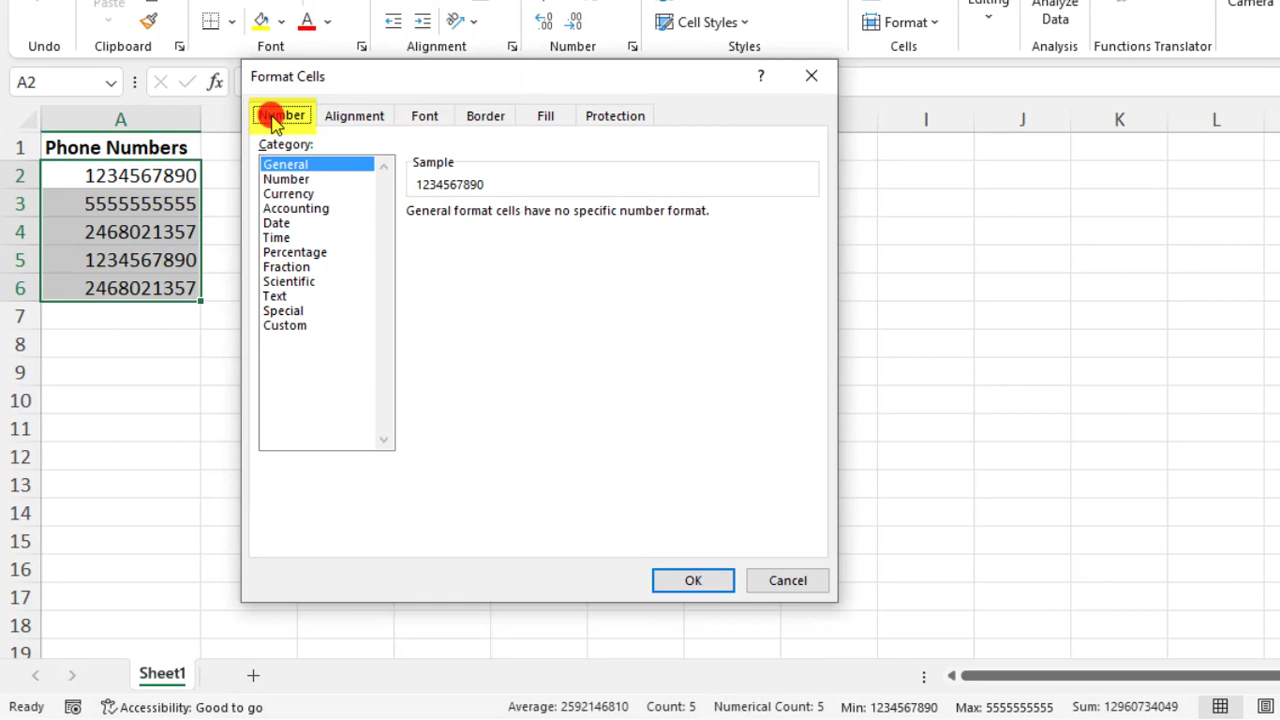 Paste
Editing
Analyze
Data
Camera
A
Cell Styles
Format
Undo
Clipboard
Font
Alignment
Number
Styles
Cells
Analysis
Functions Translator
A2
fx
Format Cells
?
Number
Alignment
Font
Border
Fill
Protection
A
I
J
K
L
Category:
General
Number
Currency
Accounting
Date
Time
Percentage
Fraction
Scientific
Text
Special
Custom
Sample
1234567890
General format cells have no specific number format.
1 Phone Numbers
2 1234567890
3 5555555555
4 2468021357
5 1234567890
6 2468021357
7
8
9
10
11
12
13
14
15
16
17
18
19
OK
Cancel
Sheet1
Ready
Accessibility: Good to go
Average: 2592146810
Count: 5
Numerical Count: 5
Min: 1234567890
Max: 5555555555
Sum: 12960734049